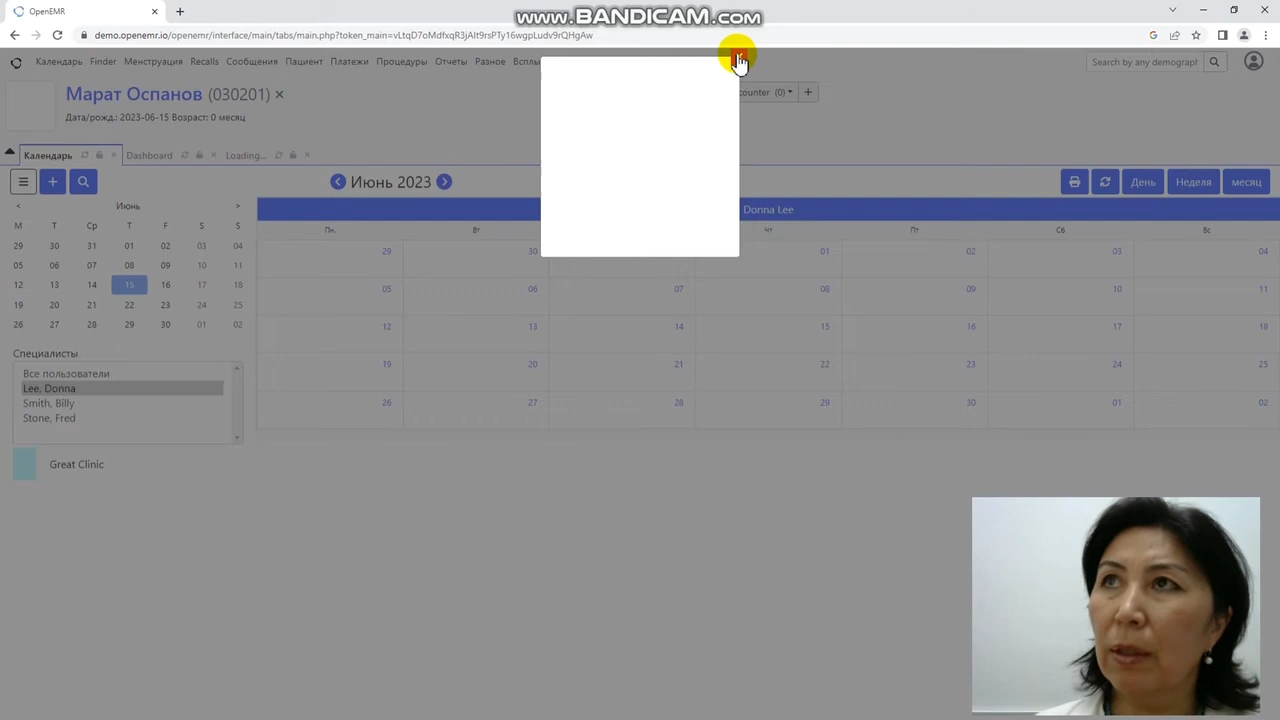 OpenEMR
www.BANDICAM.com
demo.openemr.io/openemr/interface/main/tabs/main.php?token_main=vLtqD7oMdfxqR3jAIt9rsPTy16wgpLudv9rQHgAw
Календарь Finder Менструация Recalls Сообщения Пациент Платежи Процедуры Отчеты Разное Всплы
Search by any demograph
Марат Оспанов (030201) ×
counter (0)
Дата/рожд.: 2023-06-15 Возраст: 0 месяц
Календарь Dashboard Loading...
Июнь 2023
День Неделя месяц
< Июнь >
Donna Lee
M T Ср T F S S
Пн. Вт Чт Пт Сб Вс
29 30 31 01 02 03 04
29 30 01 02 03 04
05 06 07 08 09 10 11
12 13 14 15 16 17 18
05 06 07 08 09 10 11
19 20 21 22 23 24 25
26 27 28 29 30 01 02
12 13 14 15 16 17 18
Специалисты
19 20 21 22 23 24 25
Все пользователи
Lee, Donna
Smith, Billy
26 27 28 29 30 01 02
Stone, Fred
Great Clinic